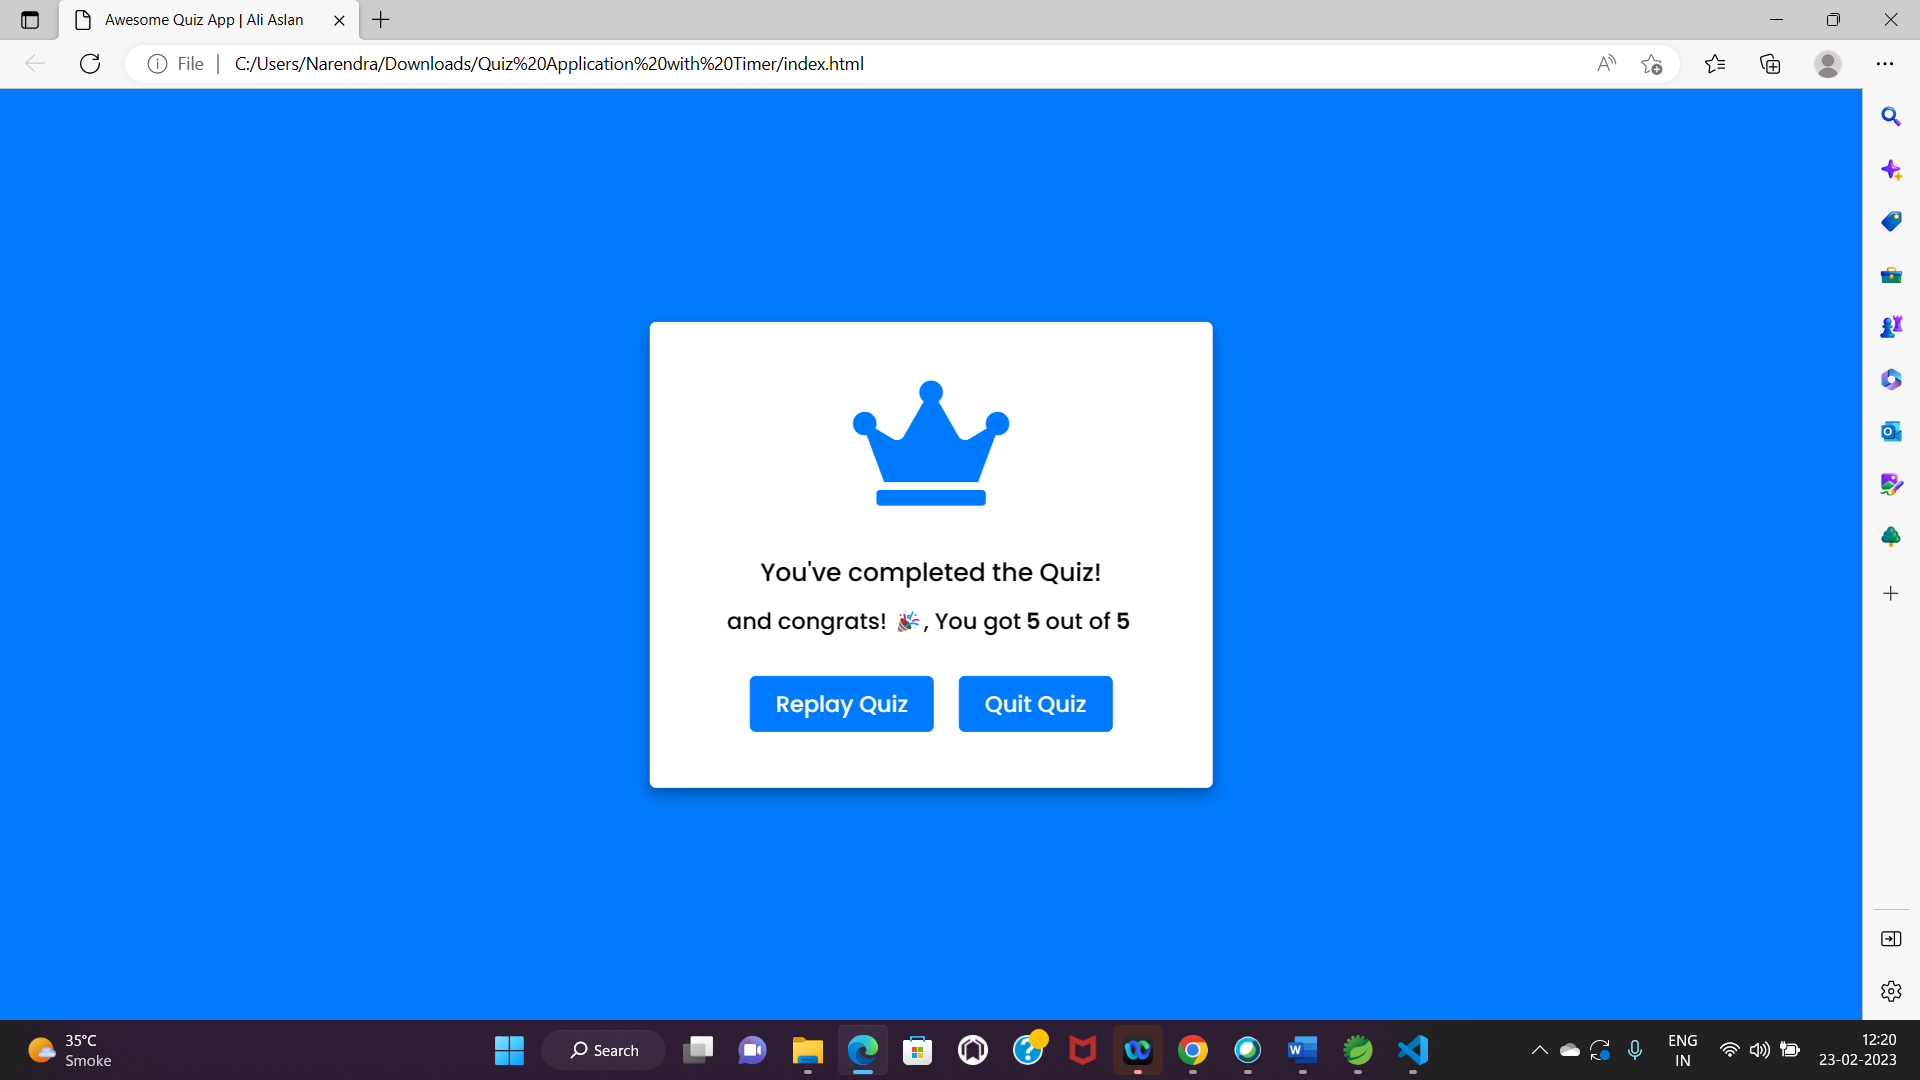 Awesome Quiz App | Ali Aslan
File
C:/Users/Narendra/Downloads/Quiz%20Application%20with%20Timer/index.html
You've completed the Quiz!
and congrats! 🎉, You got 5 out of 5
Replay Quiz
Quit Quiz
35°C
Smoke
Search
ENG
IN
12:20
23-02-2023